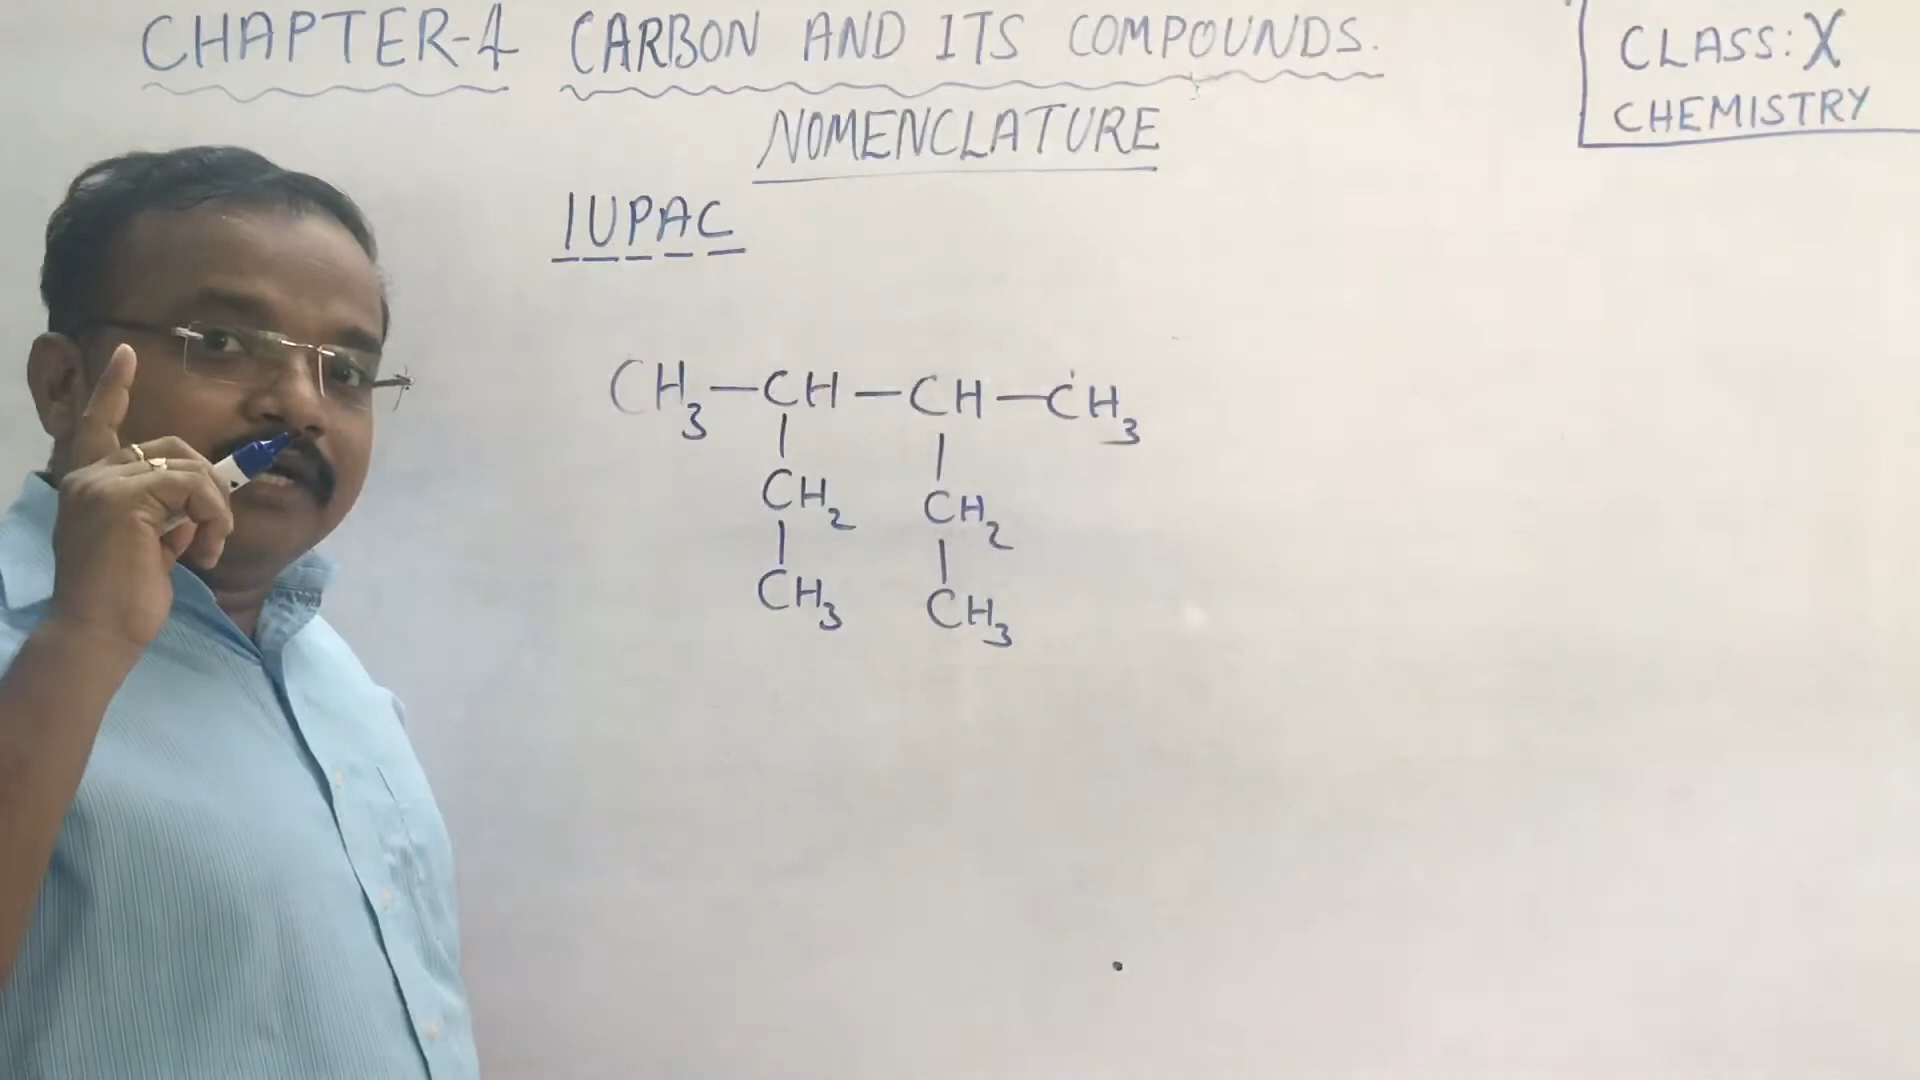 CHAPTER-4 CARBON AND ITS COMPOUNDS.
CLASS: X
CHEMISTRY
NOMENCLATURE
IUPAC
CH₃—CH—CH—CH₃
| |
CH₂ CH₂
| |
CH₃ CH₃